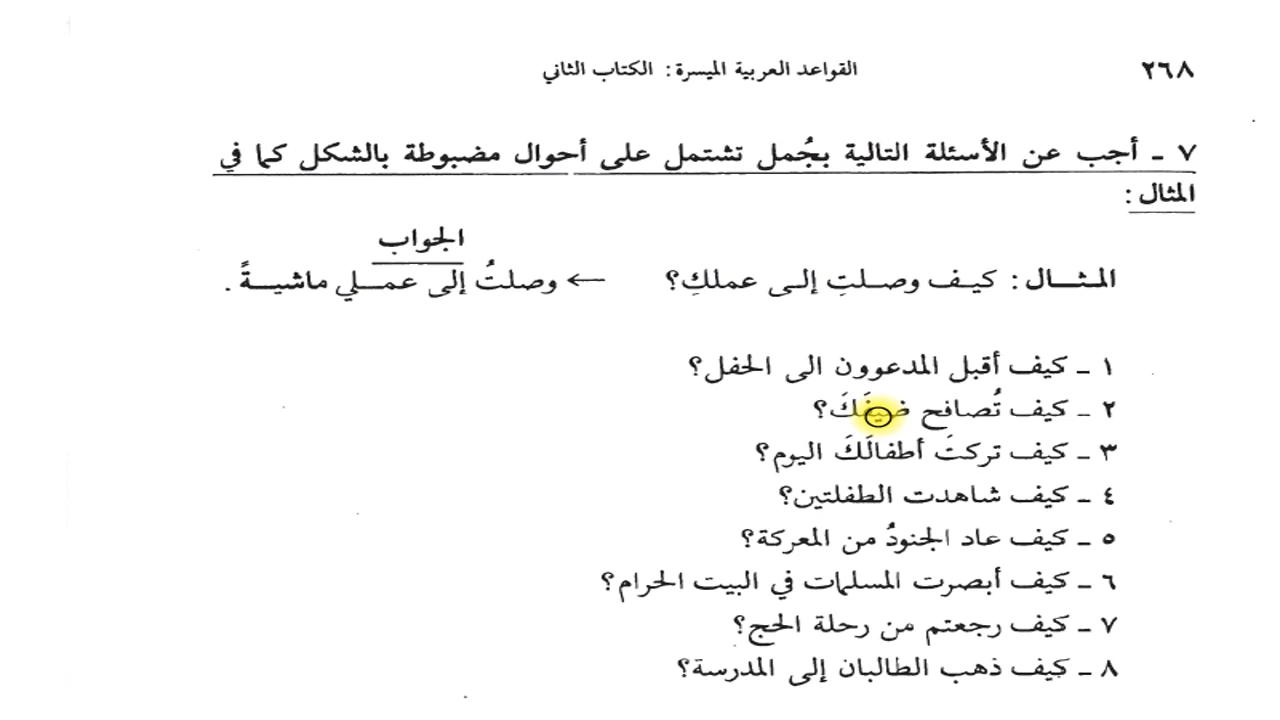 ٢٦٨ القواعد العربية الميسرة: الكتاب الثاني
٧ ـ أجب عن الأسئلة التالية بجُمل تشتمل على أحوال مضبوطة بالشكل كما في
المثال:
الجواب
المثال: كيف وصلتِ إلى عملكِ؟ ← وصلتُ إلى عملي ماشيةً.
١ ـ كيف أقبل المدعوون الى الحفل؟
٢ ـ كيف تُصافح ضيفَكَ؟
٣ ـ كيف تركتَ أطفالَكَ اليوم؟
٤ ـ كيف شاهدت الطفلتين؟
٥ ـ كيف عاد الجنودُ من المعركة؟
٦ ـ كيف أبصرت المسلمات في البيت الحرام؟
٧ ـ كيف رجعتم من رحلة الحج؟
٨ ـ كيف ذهب الطالبان إلى المدرسة؟